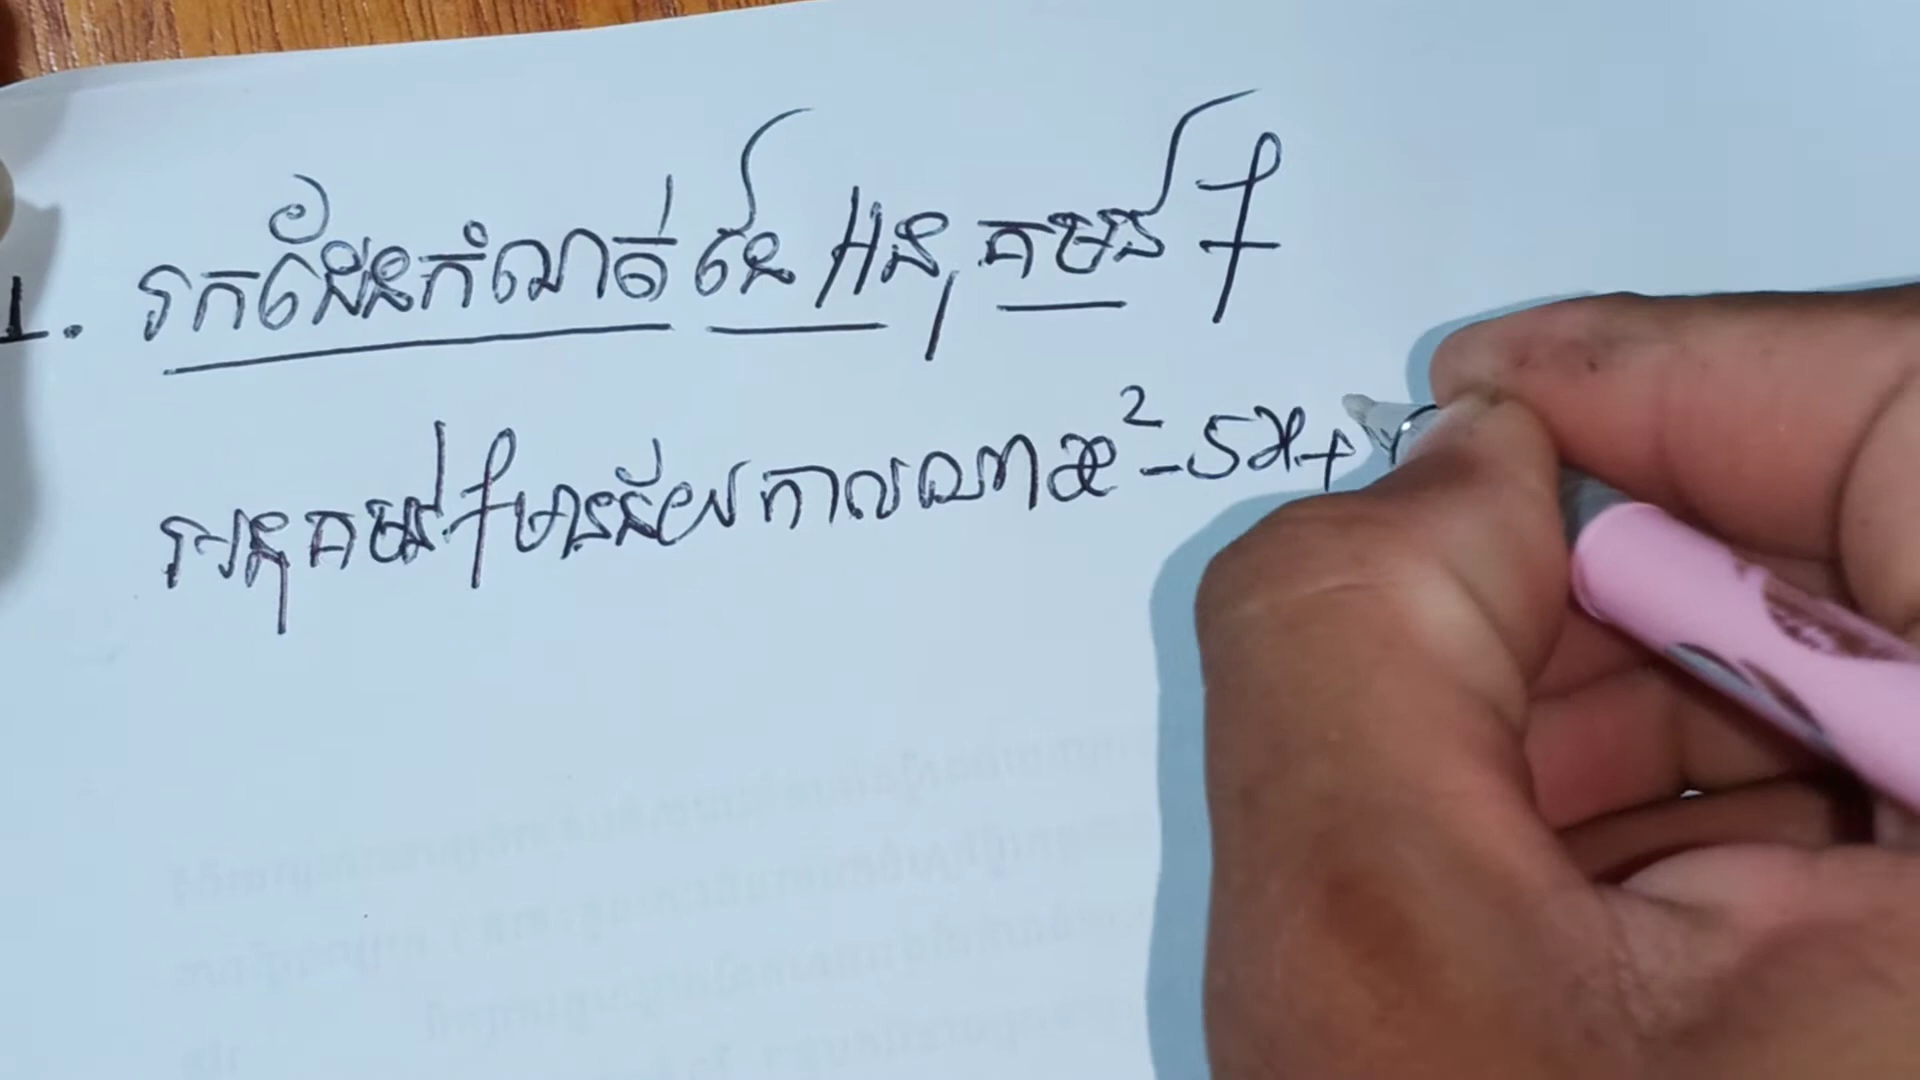 1. រកដែនកំណត់ នៃ អនុគមន៍ f
អនុគមន៍ f មានន័យកាលណា x² - 5x +